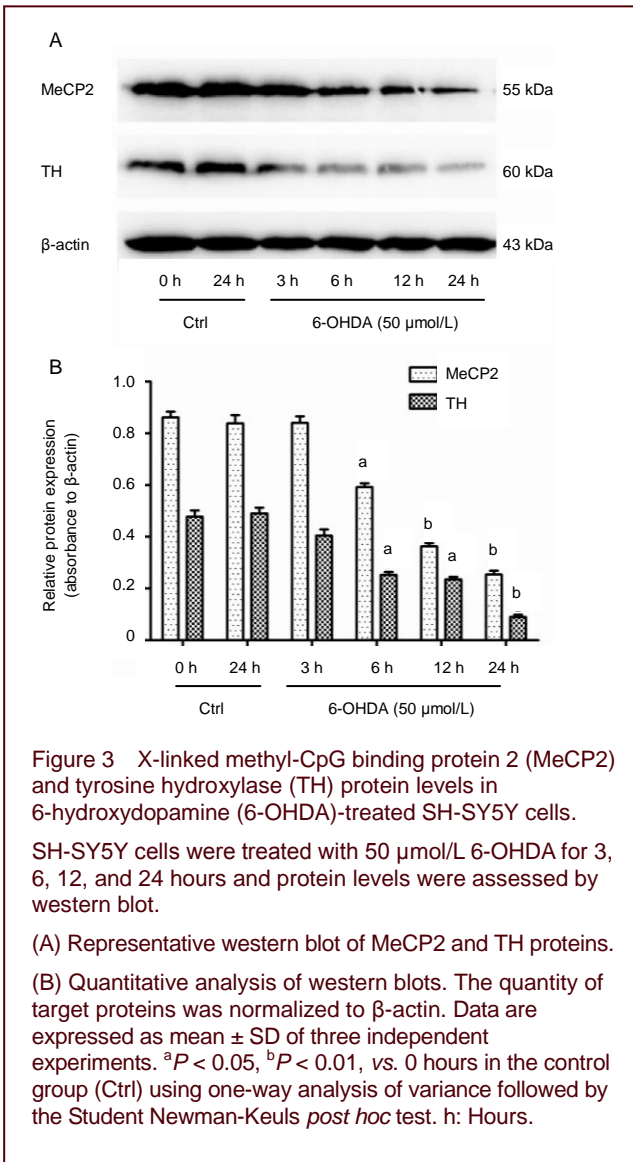 A
MeCP2 55 kDa
TH 60 kDa
β-actin 43 kDa
0 h 24 h 3 h 6 h 12 h 24 h
Ctrl 6-OHDA (50 μmol/L)
B
Relative protein expression
(absorbance to β-actin)
1.0
0.8
0.6
0.4
0.2
0
MeCP2
TH
a
a
b
a
b
b
0 h 24 h 3 h 6 h 12 h 24 h
Ctrl 6-OHDA (50 μmol/L)
Figure 3 X-linked methyl-CpG binding protein 2 (MeCP2)
and tyrosine hydroxylase (TH) protein levels in
6-hydroxydopamine (6-OHDA)-treated SH-SY5Y cells.
SH-SY5Y cells were treated with 50 μmol/L 6-OHDA for 3,
6, 12, and 24 hours and protein levels were assessed by
western blot.
(A) Representative western blot of MeCP2 and TH proteins.
(B) Quantitative analysis of western blots. The quantity of
target proteins was normalized to β-actin. Data are
expressed as mean ± SD of three independent
experiments. ᵃP < 0.05, ᵇP < 0.01, vs. 0 hours in the control
group (Ctrl) using one-way analysis of variance followed by
the Student Newman-Keuls post hoc test. h: Hours.